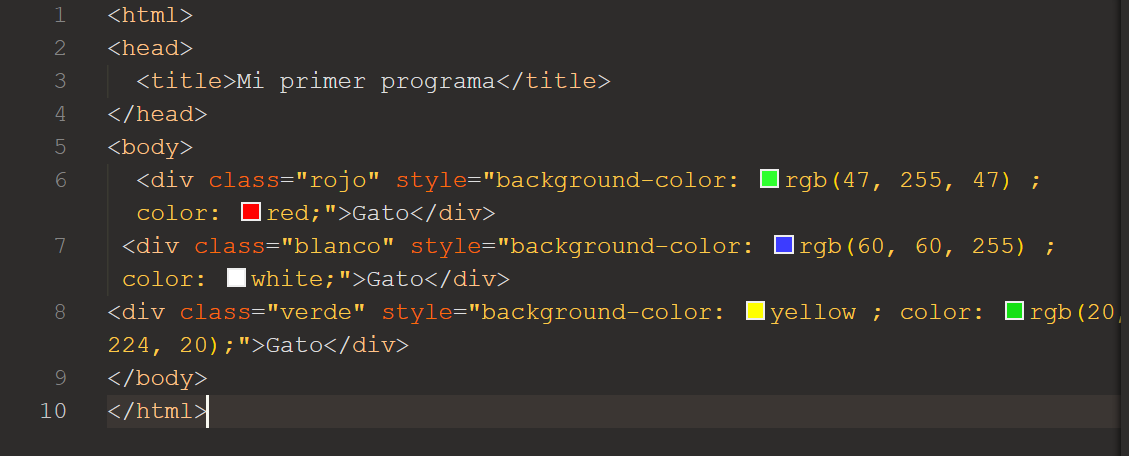 1 <html>
2 <head>
3 <title>Mi primer programa</title>
4 </head>
5 <body>
6 <div class="rojo" style="background-color: rgb(47, 255, 47) ;
color: red;">Gato</div>
7 <div class="blanco" style="background-color: rgb(60, 60, 255) ;
color: white;">Gato</div>
8 <div class="verde" style="background-color: yellow ; color: rgb(20,
224, 20);">Gato</div>
9 </body>
10 </html>